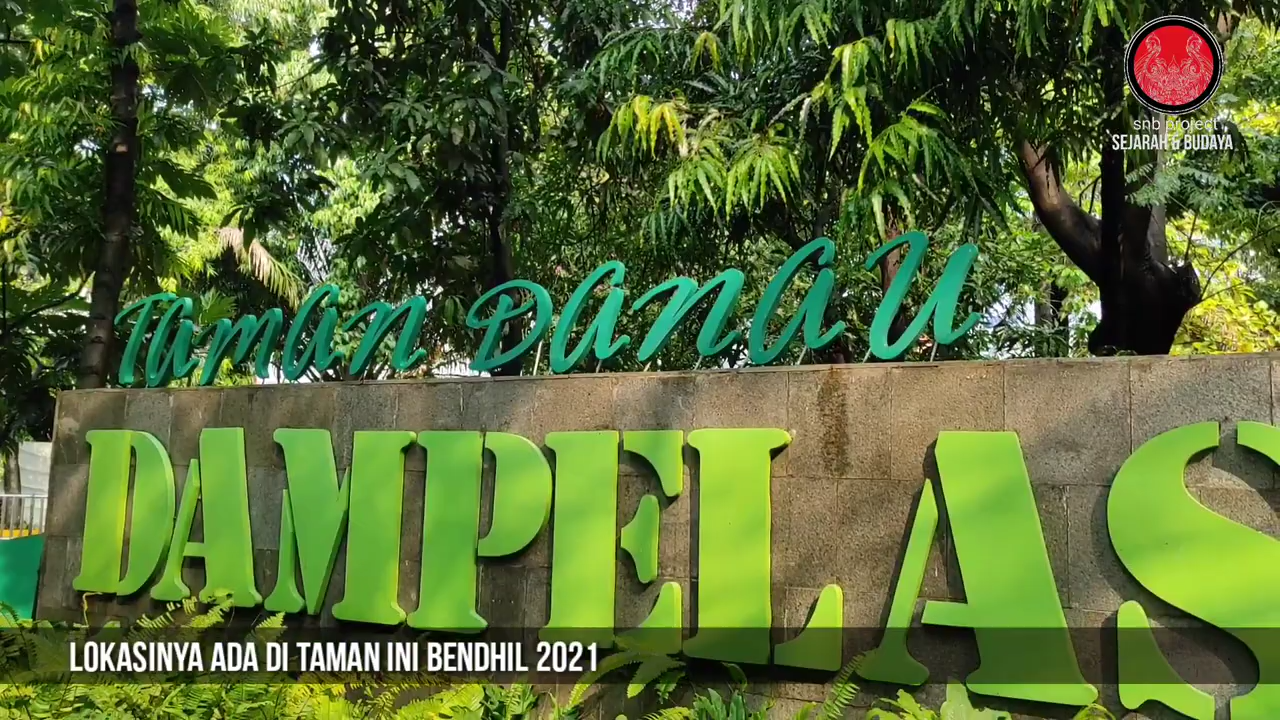 snb project
SEJARAH & BUDAYA
Taman Danau
DAMPELAS
LOKASINYA ADA DI TAMAN INI BENDHIL 2021